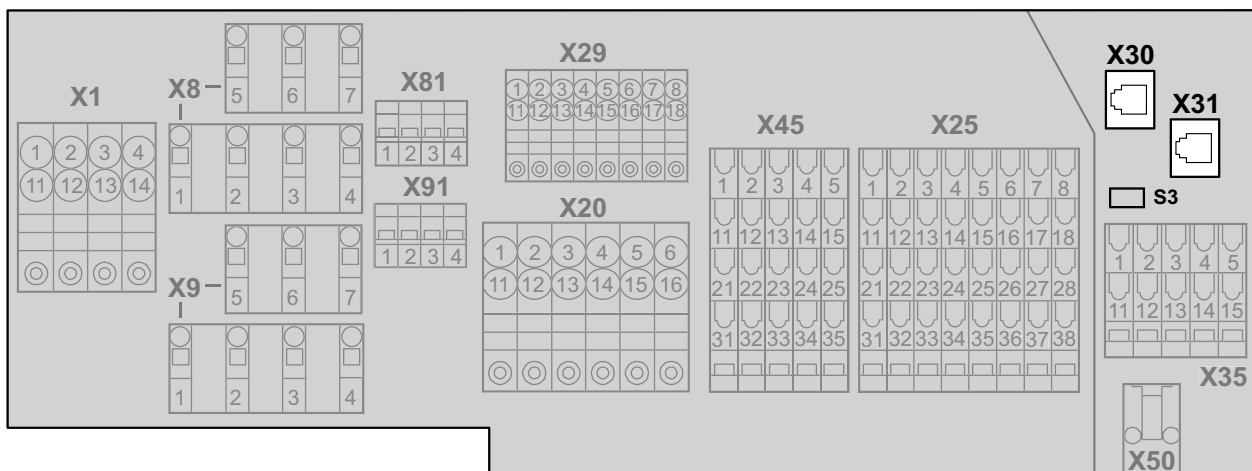 X1
1 2 3 4
11 12 13 14
X8
5 6 7
1 2 3 4
X9
5 6 7
1 2 3 4
X81
1 2 3 4
X91
1 2 3 4
X29
1 2 3 4 5 6 7 8
11 12 13 14 15 16 17 18
X20
1 2 3 4 5 6
11 12 13 14 15 16
X45
1 2 3 4 5
11 12 13 14 15
21 22 23 24 25
31 32 33 34 35
X25
1 2 3 4 5 6 7 8
11 12 13 14 15 16 17 18
21 22 23 24 25 26 27 28
31 32 33 34 35 36 37 38
X30
X31
S3
1 2 3 4 5
11 12 13 14 15
X35
X50